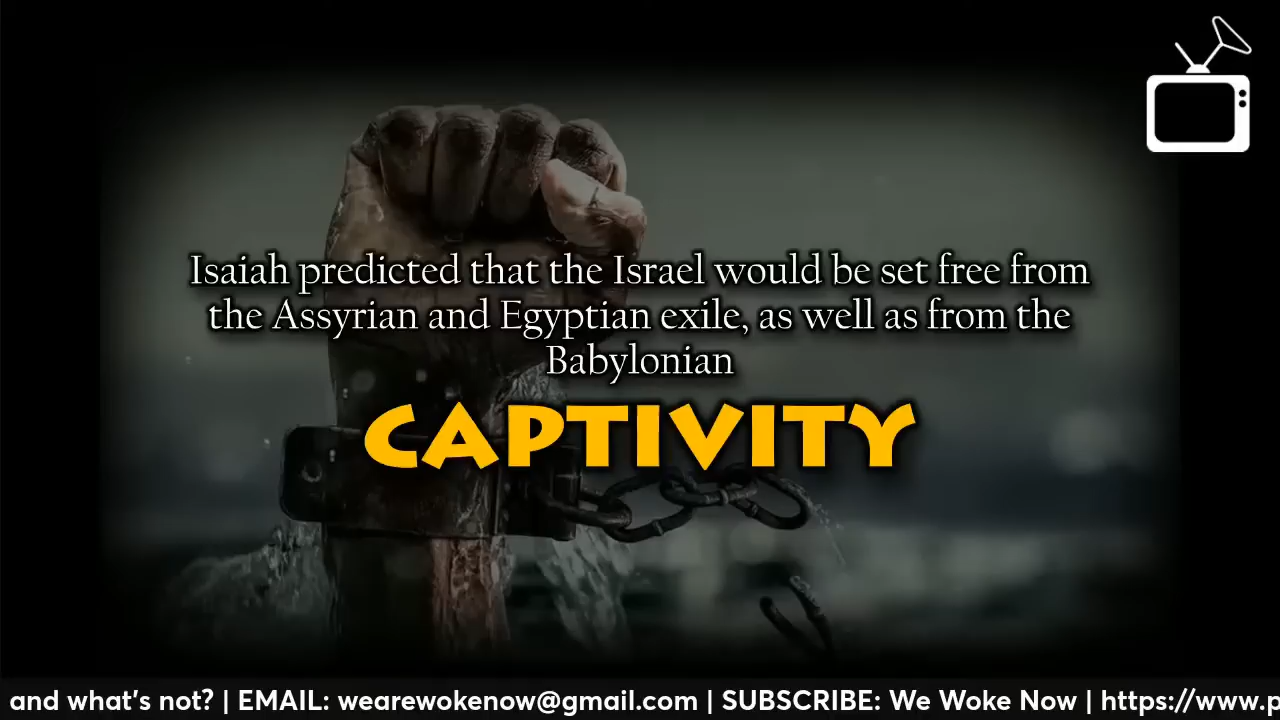 Isaiah predicted that the Israel would be set free from
the Assyrian and Egyptian exile, as well as from the
Babylonian
CAPTIVITY
and what's not? | EMAIL: wearewokenow@gmail.com | SUBSCRIBE: We Woke Now | https://www.p